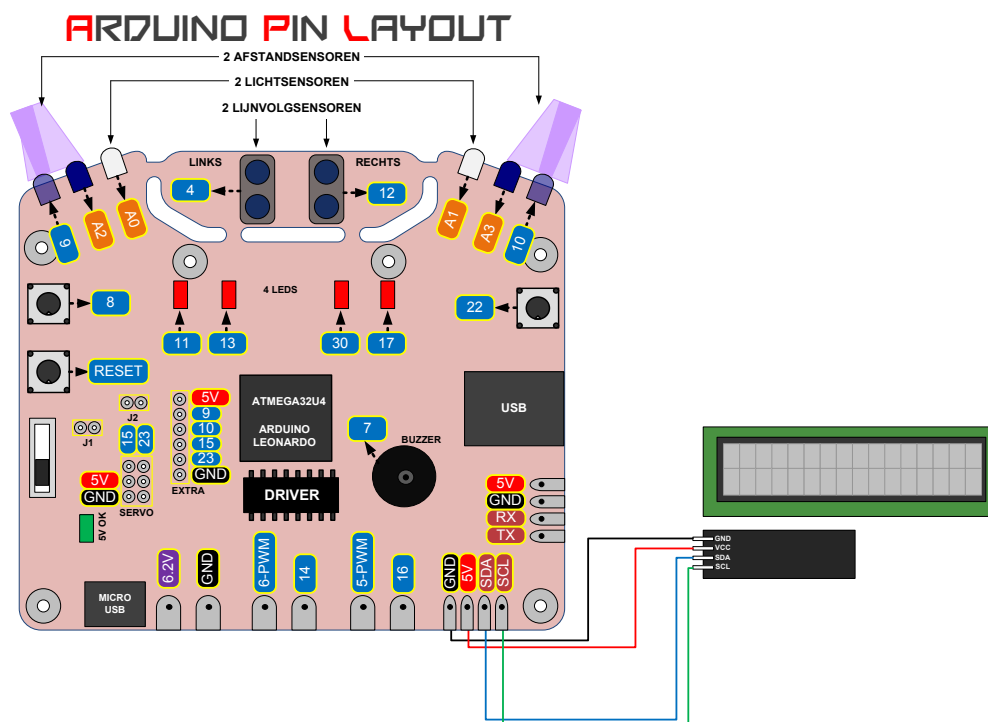 ARDUINO PIN LAYOUT
2 AFSTANDSENSOREN
2 LICHTSENSOREN
2 LIJNVOLGSENSOREN
LINKS
RECHTS
4
12
9
A2
A0
A1
A3
10
8
4 LEDS
22
11
13
30
17
RESET
J2
J1
15
23
5V
9
10
15
23
GND
EXTRA
ATMEGA32U4
ARDUINO
LEONARDO
7
BUZZER
USB
5V
GND
SERVO
5V OK
DRIVER
5V
GND
RX
TX
MICRO
USB
6.2V
GND
6-PWM
14
5-PWM
16
GND
5V
SDA
SCL
GND
VCC
SDA
SCL